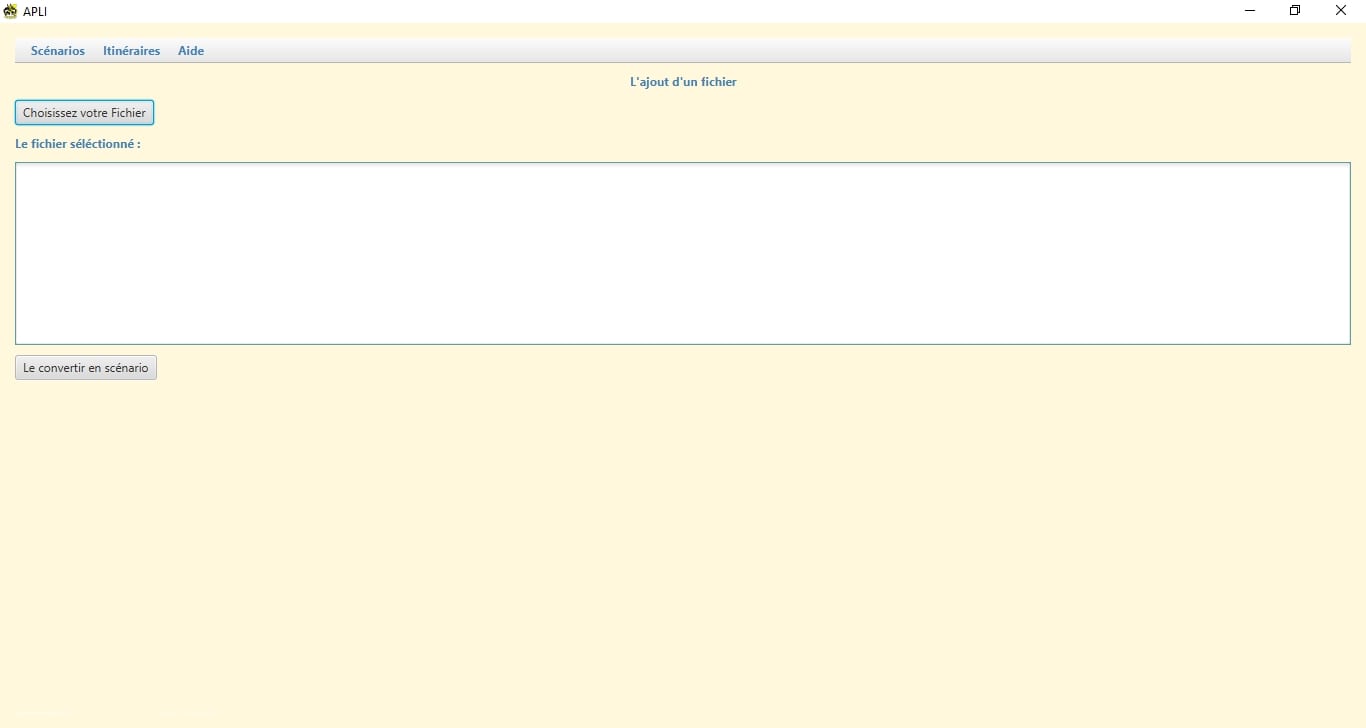 APLI
Scénarios Itinéraires Aide
L'ajout d'un fichier
Choisissez votre Fichier
Le fichier séléctionné :
Le convertir en scénario